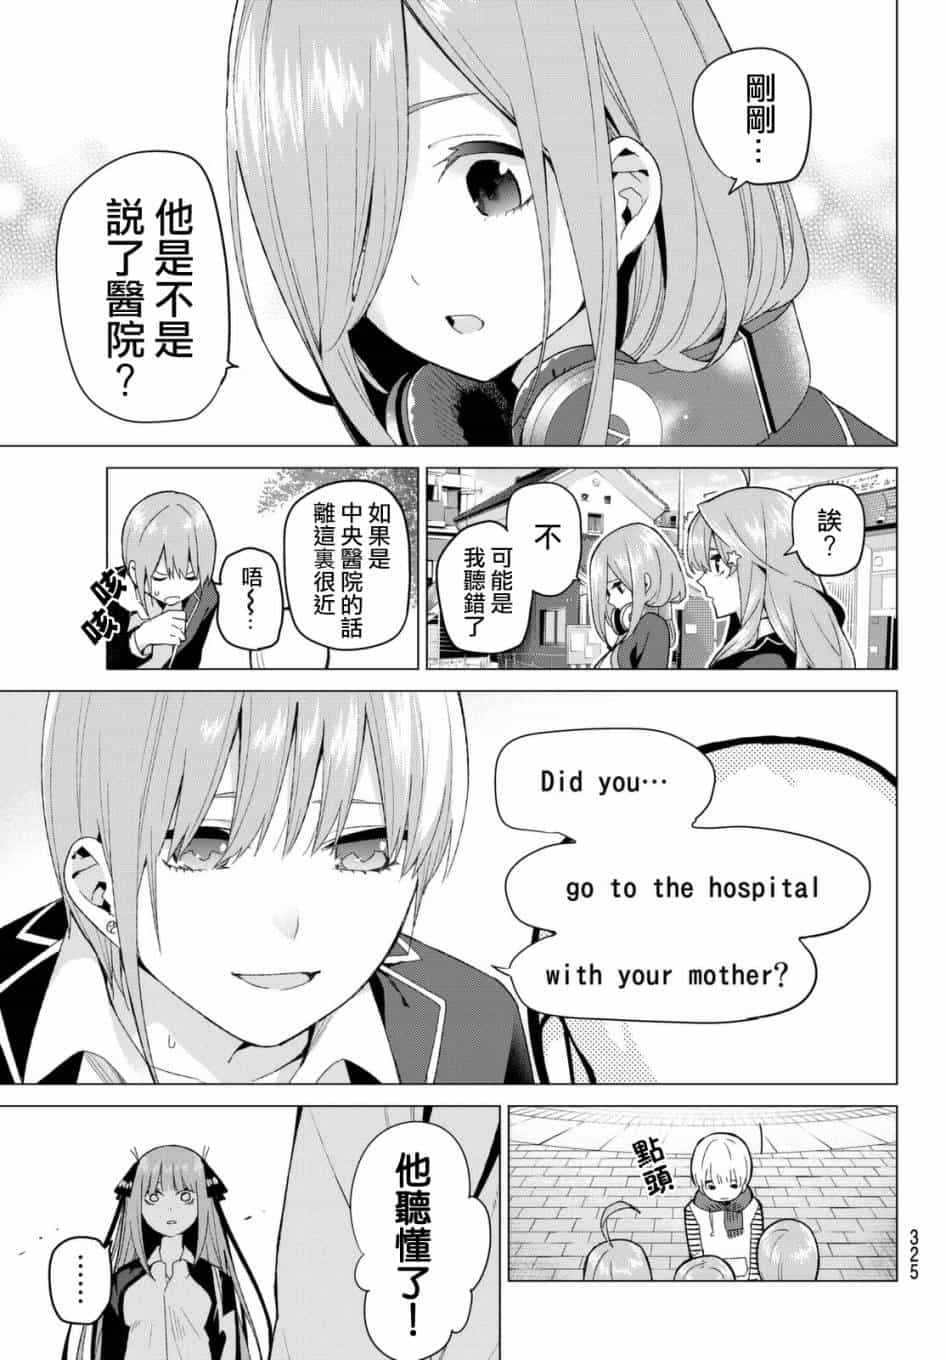 剛剛…
他是不是
說了醫院？
誒？
不
可能是
我聽錯了
如果是
中央醫院的話
離這裏很近
唔~~…
咳
咳
Did you…
go to the hospital
with your mother?
點頭
他聽懂了！
……
325